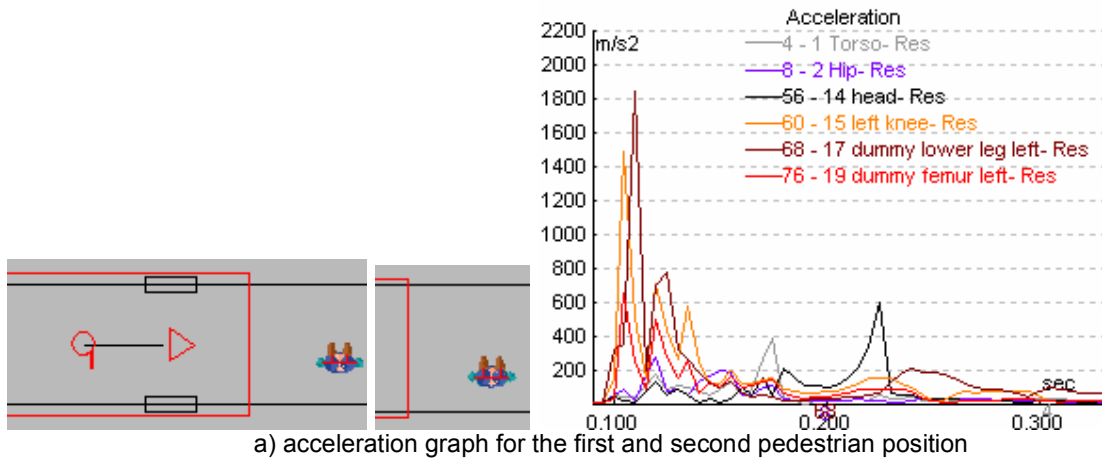 Acceleration
2200
m/s2
4 - 1 Torso- Res
2000
8 - 2 Hip- Res
1800
56 - 14 head- Res
1600
60 - 15 left knee- Res
68 - 17 dummy lower leg left- Res
1400
76 - 19 dummy femur left- Res
1200
1000
800
600
400
200
sec
0.100
0.200
0.300
1
a) acceleration graph for the first and second pedestrian position